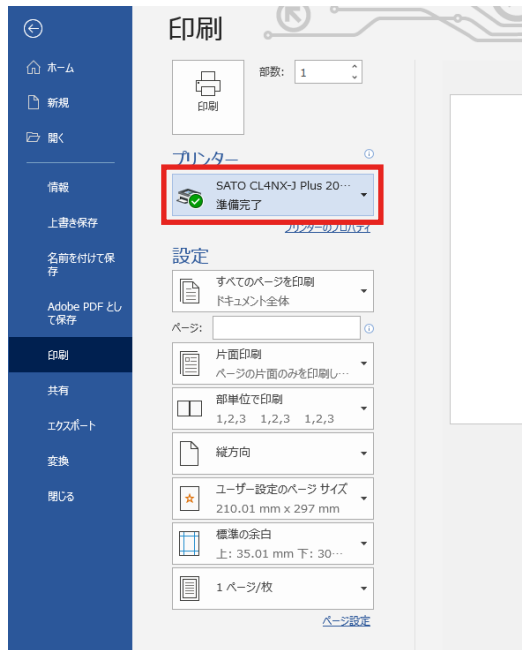 印刷
ホーム
新規
開く
情報
上書き保存
名前を付けて保
存
Adobe PDF とし
て保存
印刷
共有
エクスポート
変換
閉じる
印刷
部数: 1
プリンター
SATO CL4NX-J Plus 20…
準備完了
プリンターのプロパティ
設定
すべてのページを印刷
ドキュメント全体
ページ:
片面印刷
ページの片面のみを印刷し…
部単位で印刷
1,2,3 1,2,3 1,2,3
縦方向
ユーザー設定のページ サイズ
210.01 mm x 297 mm
標準の余白
上: 35.01 mm 下: 30…
1 ページ/枚
ページ設定